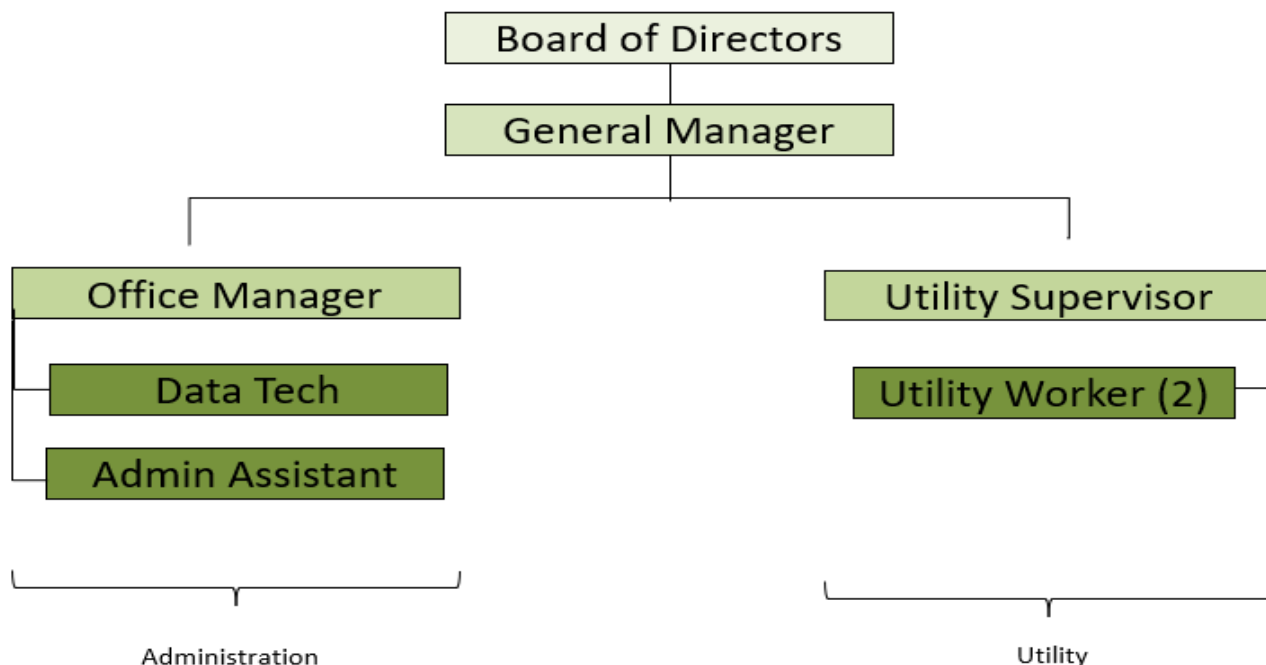 Board of Directors
General Manager
Office Manager
Data Tech
Admin Assistant
Administration
Utility Supervisor
Utility Worker (2)
Utility